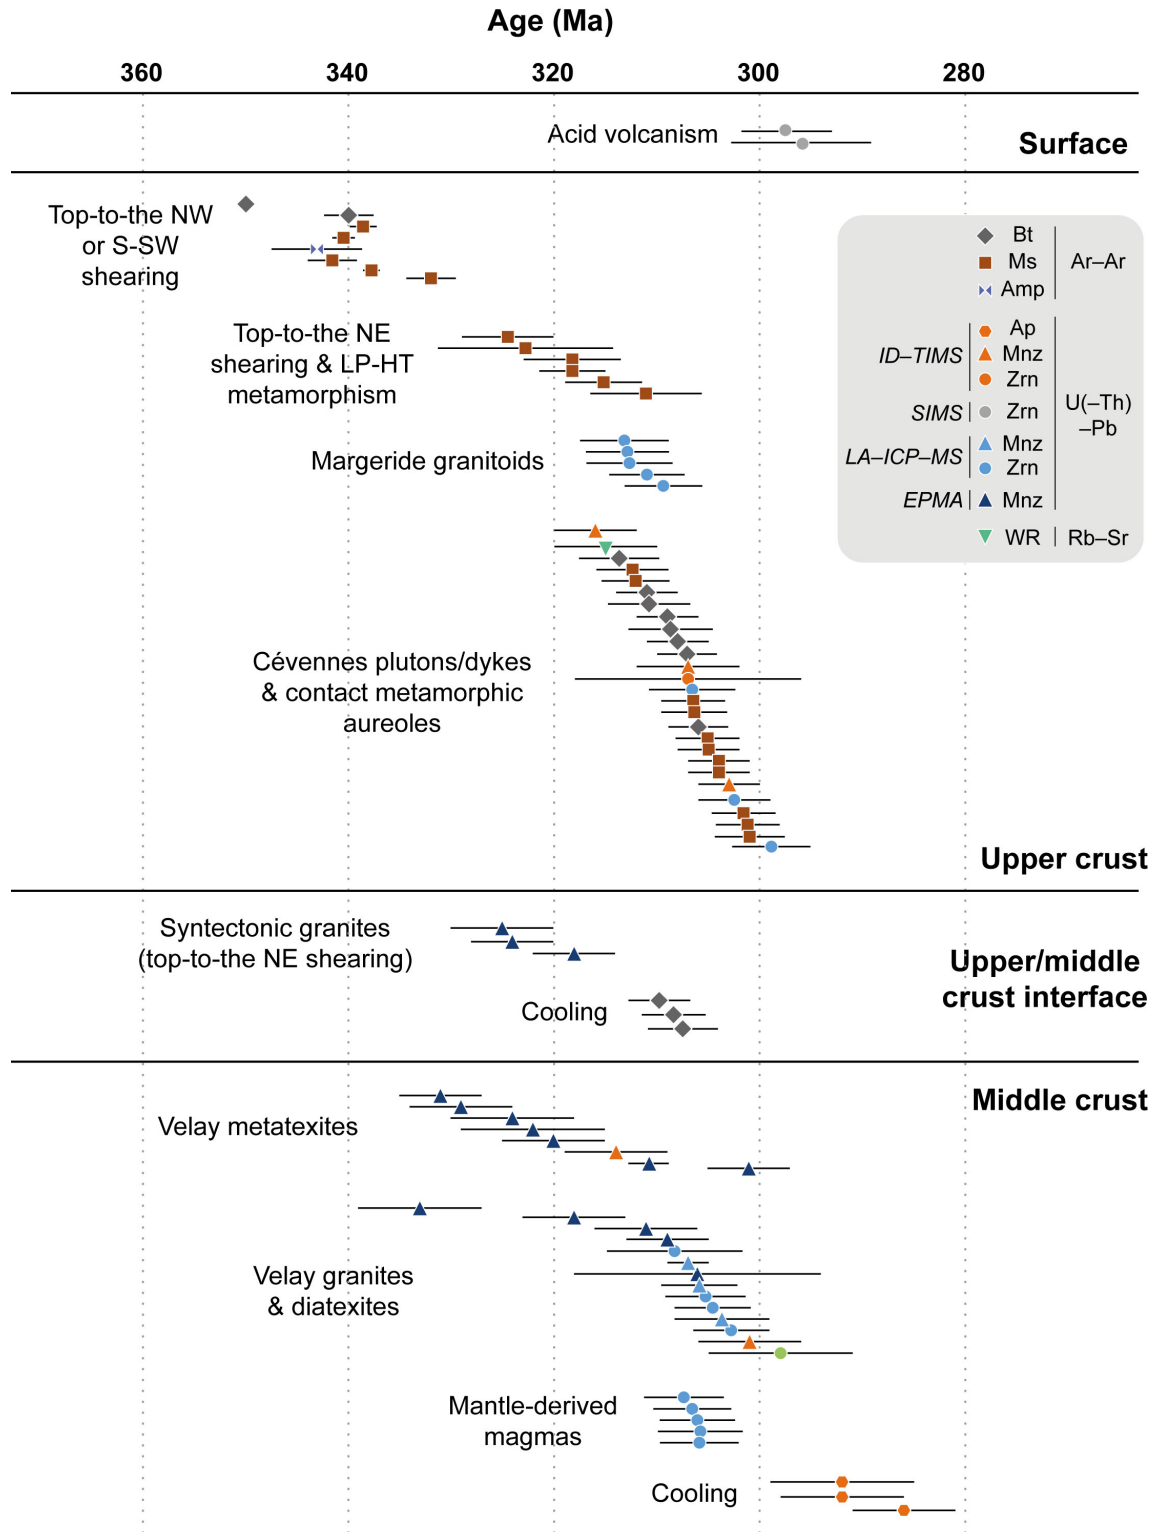 Age (Ma)
360 340 320 300 280
Acid volcanism
Surface
Top-to-the NW
or S-SW
shearing
Bt
Ms
Amp
Ar–Ar
ID–TIMS
Ap
Mnz
Zrn
SIMS
Zrn
LA–ICP–MS
Mnz
Zrn
EPMA
Mnz
U(–Th)
–Pb
WR
Rb–Sr
Top-to-the NE
shearing & LP-HT
metamorphism
Margeride granitoids
Cévennes plutons/dykes
& contact metamorphic
aureoles
Upper crust
Syntectonic granites
(top-to-the NE shearing)
Upper/middle
crust interface
Cooling
Middle crust
Velay metatexites
Velay granites
& diatexites
Mantle-derived
magmas
Cooling